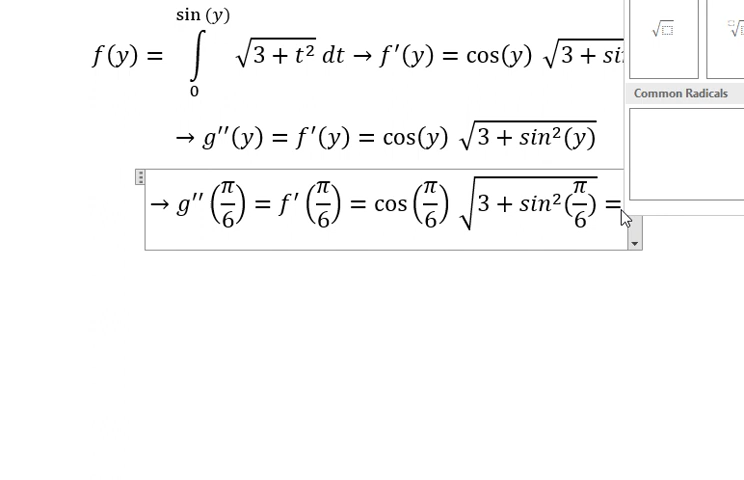 f(y) = ∫₀^{sin (y)} √(3 + t²) dt → f′(y) = cos(y) √(3 + si
Common Radicals
→ g′′(y) = f′(y) = cos(y) √(3 + sin²(y))
→ g′′(π/6) = f′(π/6) = cos(π/6) √(3 + sin²(π/6)) =